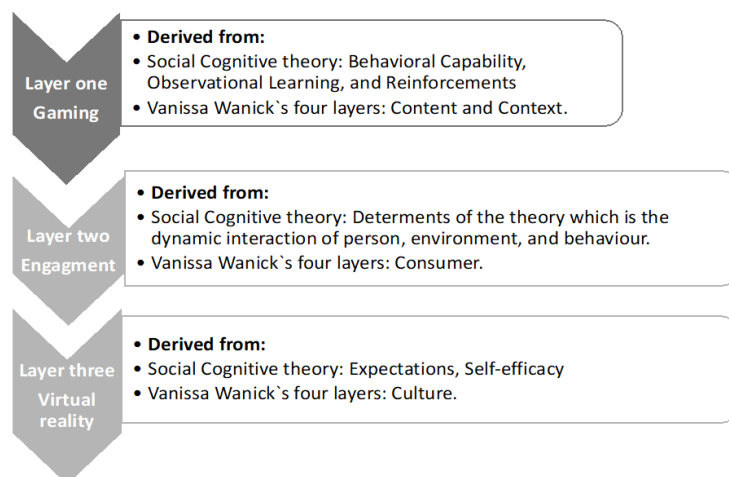 Layer one
Gaming
• Derived from:
• Social Cognitive theory: Behavioral Capability,
Observational Learning, and Reinforcements
• Vanissa Wanick`s four layers: Content and Context.
Layer two
Engagment
• Derived from:
• Social Cognitive theory: Determents of the theory which is the
dynamic interaction of person, environment, and behaviour.
• Vanissa Wanick`s four layers: Consumer.
Layer three
Virtual
reality
• Derived from:
• Social Cognitive theory: Expectations, Self-efficacy
• Vanissa Wanick`s four layers: Culture.